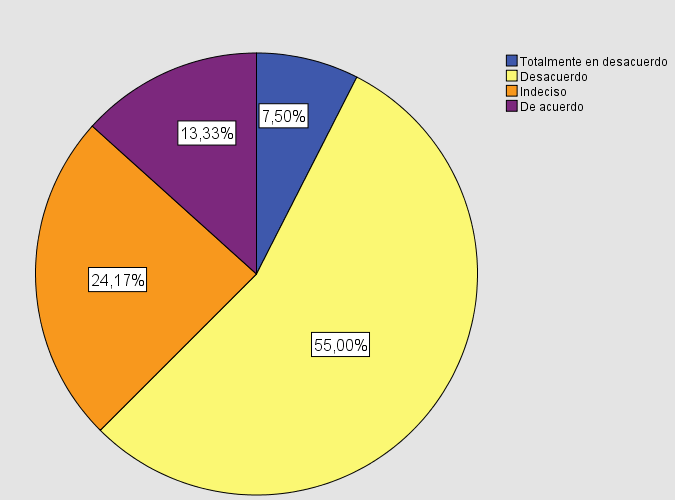 Totalmente en desacuerdo
Desacuerdo
Indeciso
De acuerdo
7,50%
13,33%
24,17%
55,00%